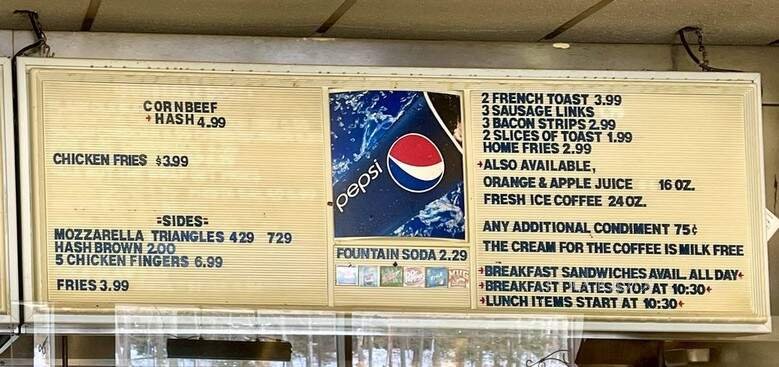 CORNBEEF
HASH 4.99
CHICKEN FRIES $3.99
=SIDES=
MOZZARELLA TRIANGLES 429 729
HASH BROWN 2.00
5 CHICKEN FINGERS 6.99
FRIES 3.99
pepsi
FOUNTAIN SODA 2.29
MUG
2 FRENCH TOAST 3.99
3 SAUSAGE LINKS
3 BACON STRIPS 2.99
2 SLICES OF TOAST 1.99
HOME FRIES 2.99
ALSO AVAILABLE,
ORANGE & APPLE JUICE 16 OZ.
FRESH ICE COFFEE 24 OZ.
ANY ADDITIONAL CONDIMENT 75¢
THE CREAM FOR THE COFFEE IS MILK FREE
BREAKFAST SANDWICHES AVAIL. ALL DAY
BREAKFAST PLATES STOP AT 10:30
LUNCH ITEMS START AT 10:30